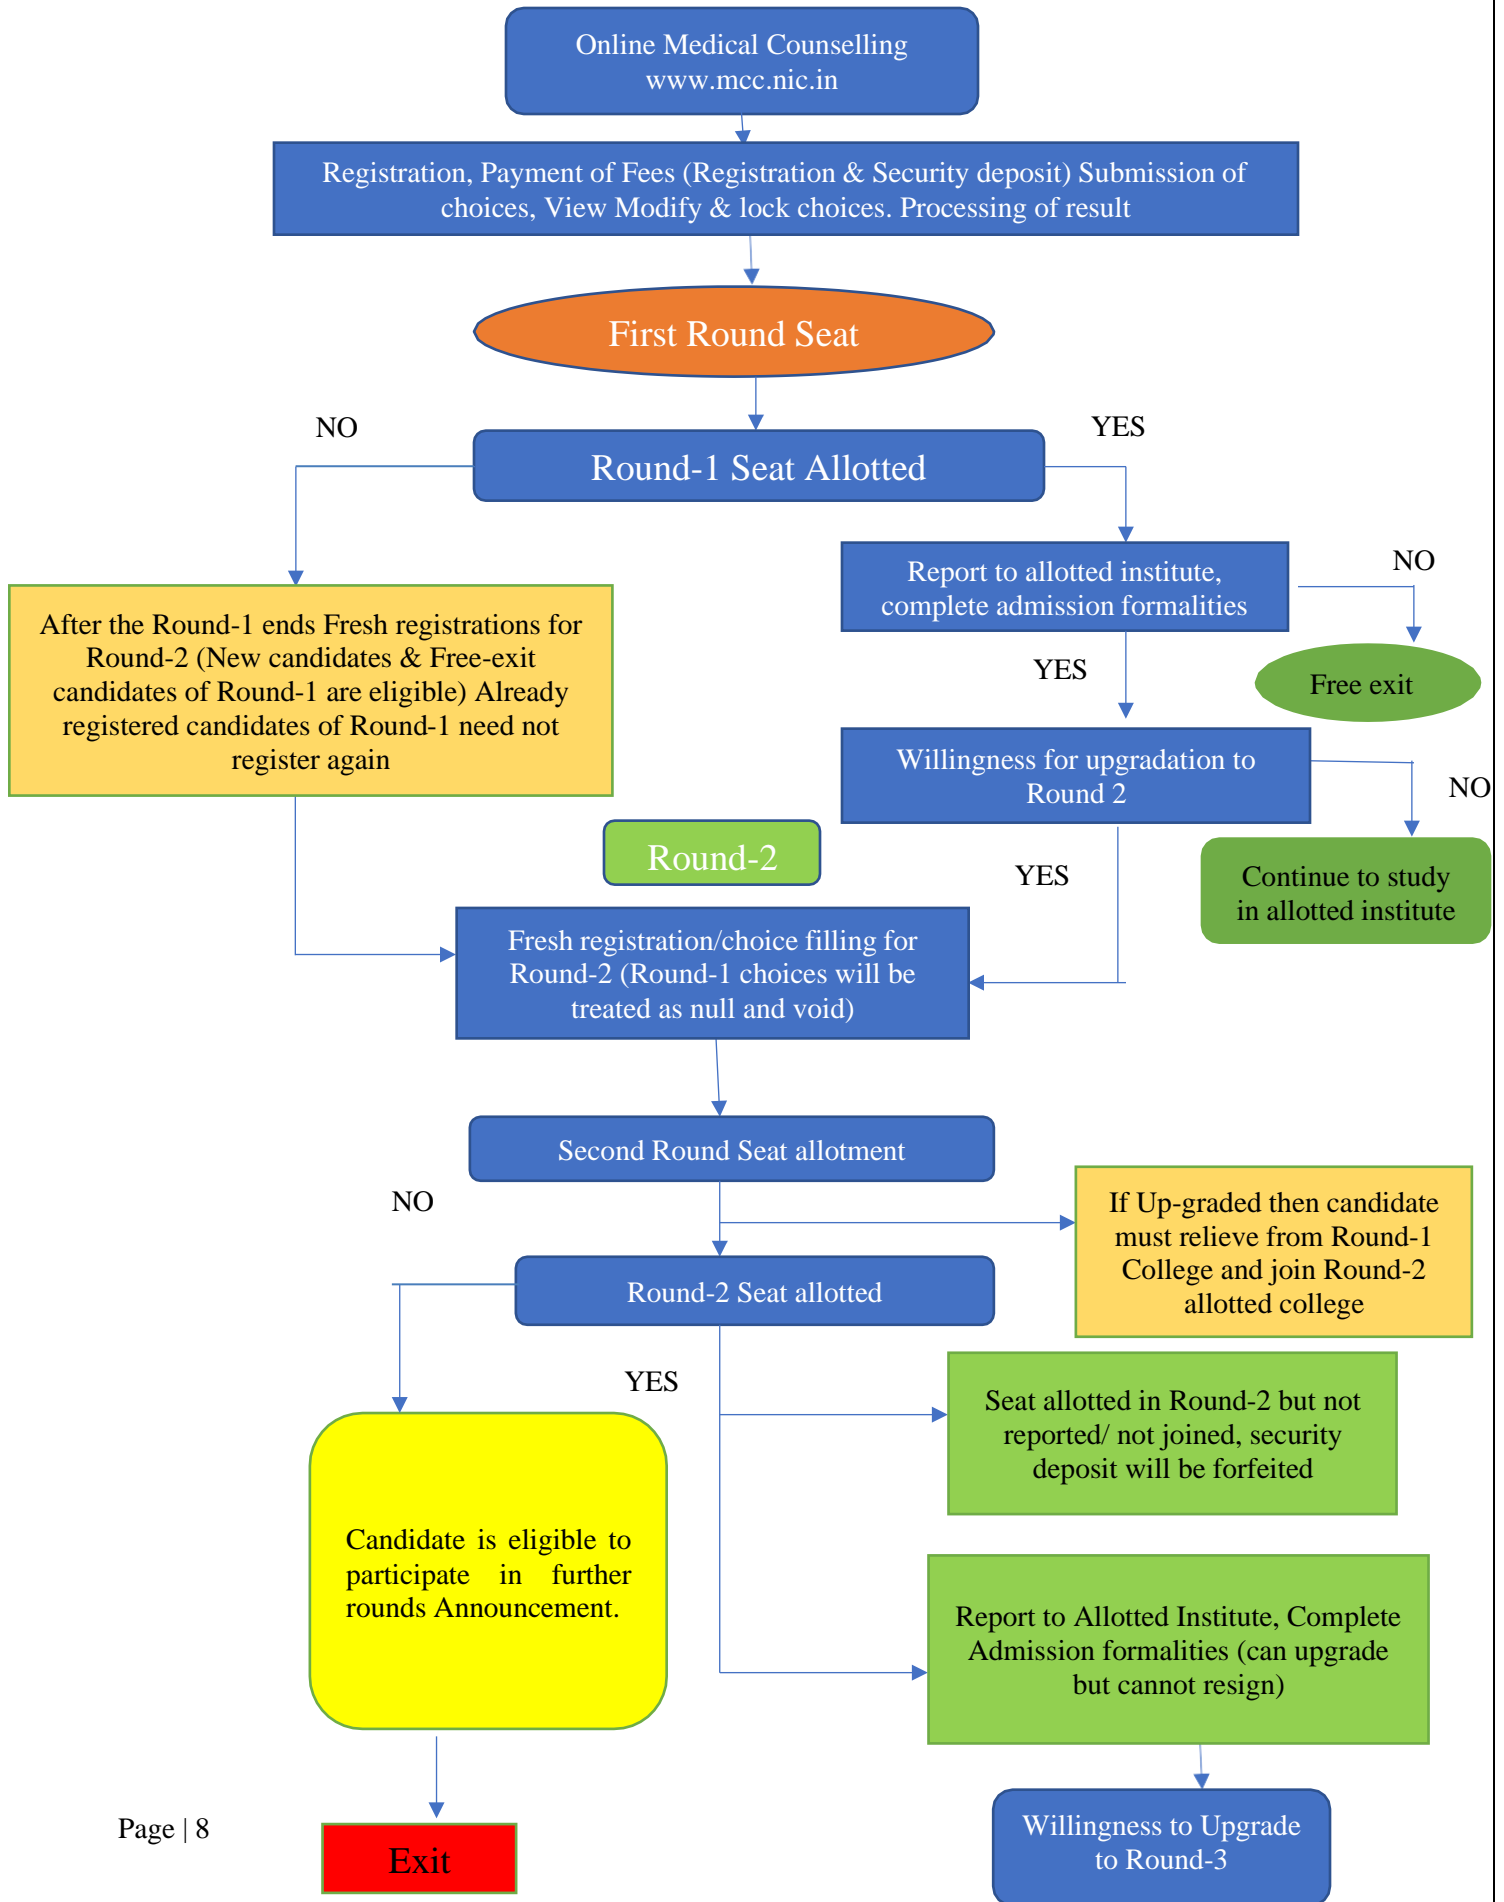 Online Medical Counselling
www.mcc.nic.in
Registration, Payment of Fees (Registration & Security deposit) Submission of
choices, View Modify & lock choices. Processing of result
First Round Seat
NO
YES
Round-1 Seat Allotted
Report to allotted institute,
complete admission formalities
NO
After the Round-1 ends Fresh registrations for
Round-2 (New candidates & Free-exit
candidates of Round-1 are eligible) Already
registered candidates of Round-1 need not
register again
YES
Free exit
Willingness for upgradation to
Round 2
NO
Round-2
YES
Continue to study
in allotted institute
Fresh registration/choice filling for
Round-2 (Round-1 choices will be
treated as null and void)
Second Round Seat allotment
NO
If Up-graded then candidate
must relieve from Round-1
College and join Round-2
allotted college
Round-2 Seat allotted
YES
Seat allotted in Round-2 but not
reported/ not joined, security
deposit will be forfeited
Candidate is eligible to
participate in further
rounds Announcement.
Report to Allotted Institute, Complete
Admission formalities (can upgrade
but cannot resign)
Page | 8
Exit
Willingness to Upgrade
to Round-3